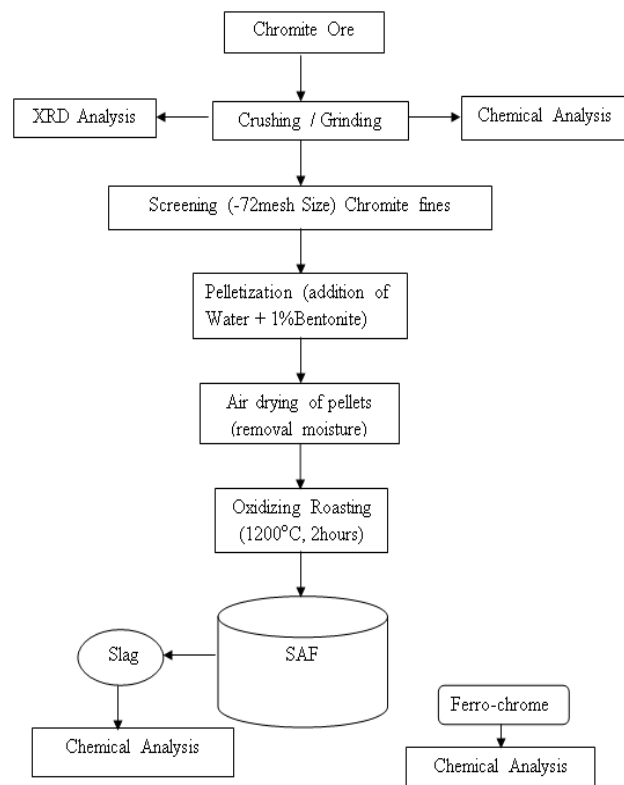 Chromite Ore
XRD Analysis
Crushing / Grinding
Chemical Analysis
Screening (-72mesh Size) Chromite fines
Pelletization (addition of
Water + 1%Bentonite)
Air drying of pellets
(removal moisture)
Oxidizing Roasting
(1200°C, 2hours)
Slag
SAF
Ferro-chrome
Chemical Analysis
Chemical Analysis